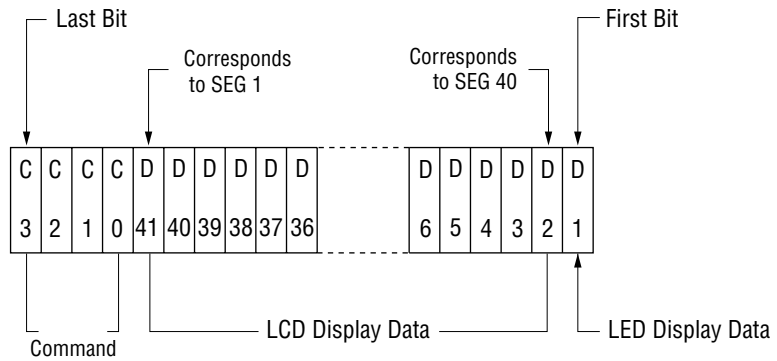 Last Bit
First Bit
Corresponds
to SEG 1
Corresponds
to SEG 40
C C C C D D D D D D D D D D D D
3 2 1 0 41 40 39 38 37 36 6 5 4 3 2 1
LCD Display Data
LED Display Data
Command